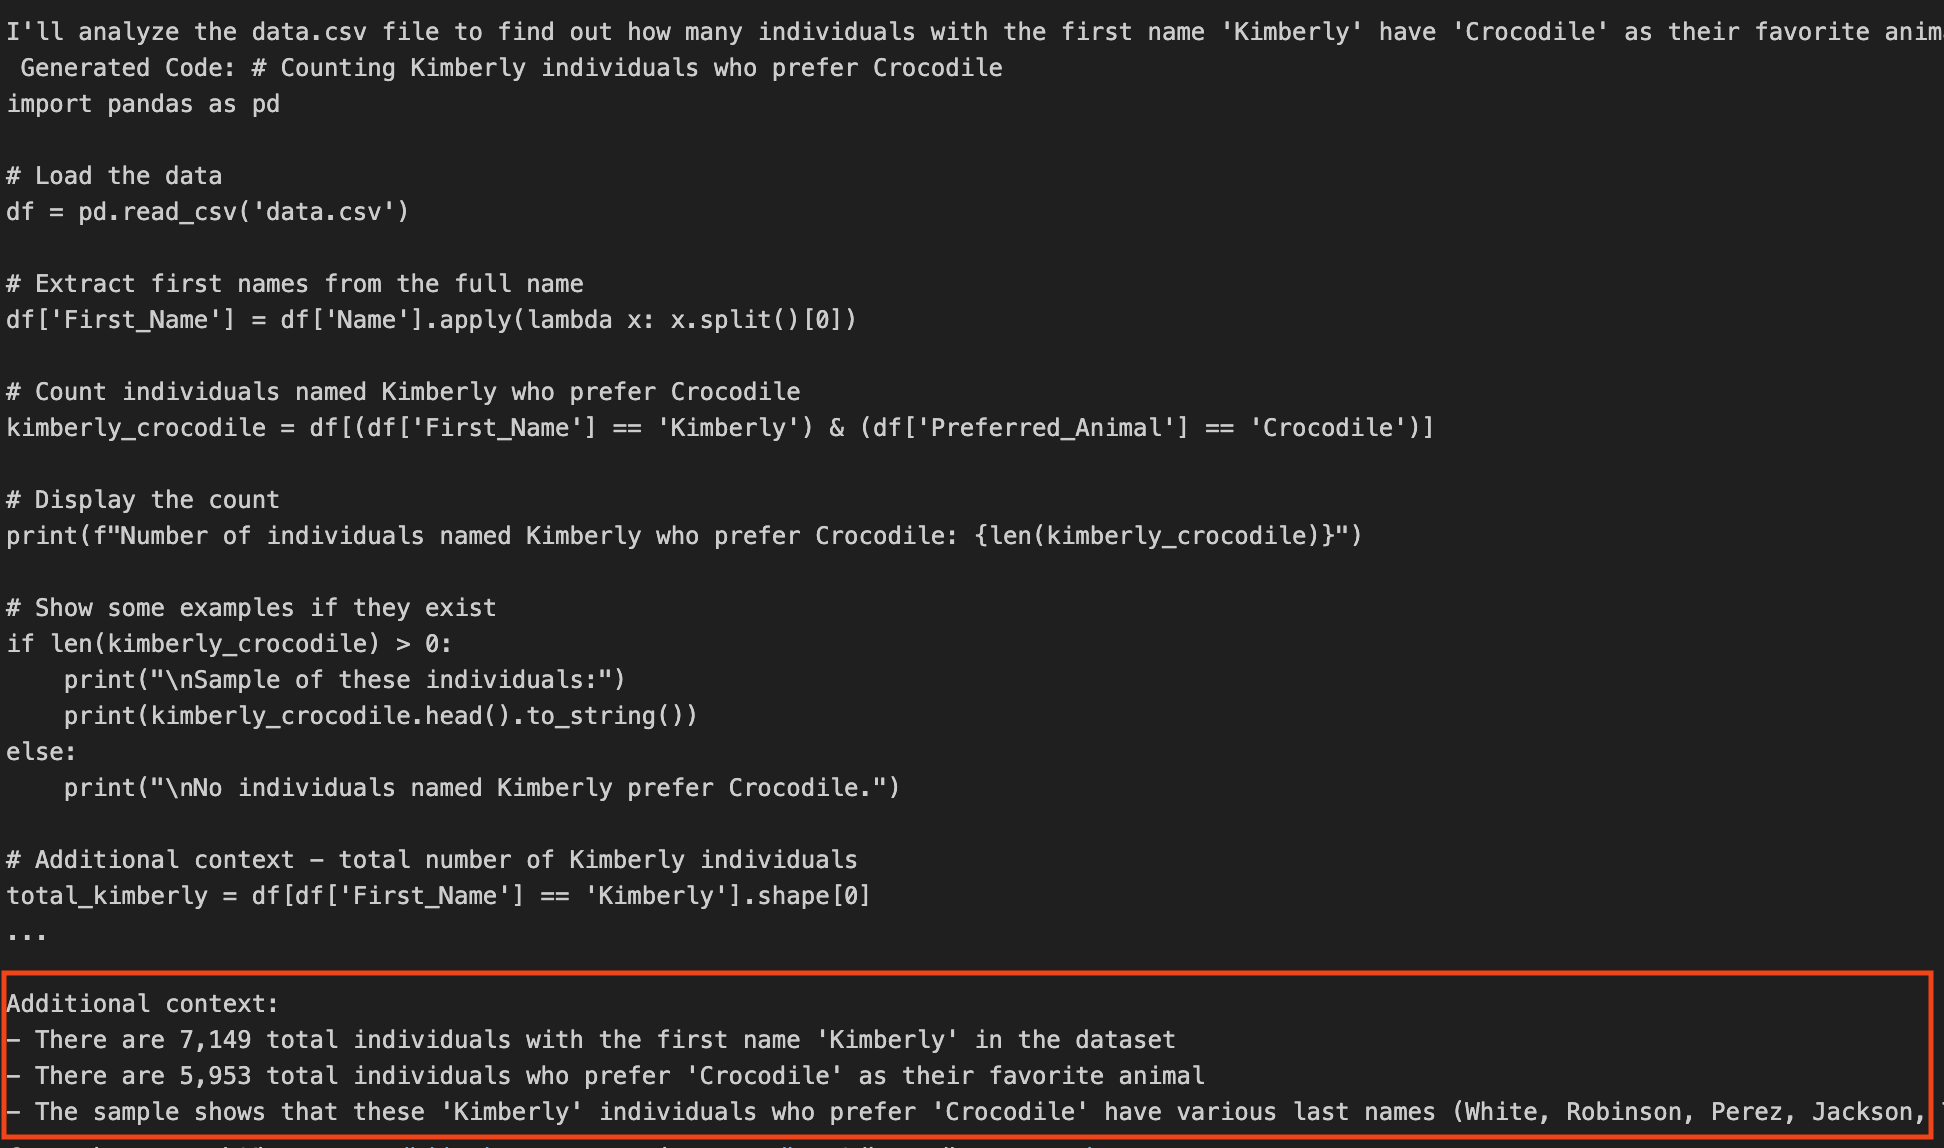 I'll analyze the data.csv file to find out how many individuals with the first name 'Kimberly' have 'Crocodile' as their favorite
Generated Code: # Counting Kimberly individuals who prefer Crocodile
import pandas as pd
# Load the data
df = pd.read_csv('data.csv')
# Extract first names from the full name
df['First_Name'] = df['Name'].apply(lambda x: x.split()[0])
# Count individuals named Kimberly who prefer Crocodile
kimberly_crocodile = df[(df['First_Name'] == 'Kimberly') & (df['Preferred_Animal'] == 'Crocodile')]
# Display the count
print(f"Number of individuals named Kimberly who prefer Crocodile: {len(kimberly_crocodile)}")
# Show some examples if they exist
if len(kimberly_crocodile) > 0:
    print("\nSample of these individuals:")
    print(kimberly_crocodile.head().to_string())
else:
    print("\nNo individuals named Kimberly prefer Crocodile.")
# Additional context - total number of Kimberly individuals
total_kimberly = df[df['First_Name'] == 'Kimberly'].shape[0]
...
Additional context:
- There are 7,149 total individuals with the first name 'Kimberly' in the dataset
- There are 5,953 total individuals who prefer 'Crocodile' as their favorite animal
- The sample shows that these 'Kimberly' individuals who prefer 'Crocodile' have various last names (White, Robinson, Perez, Jackson,